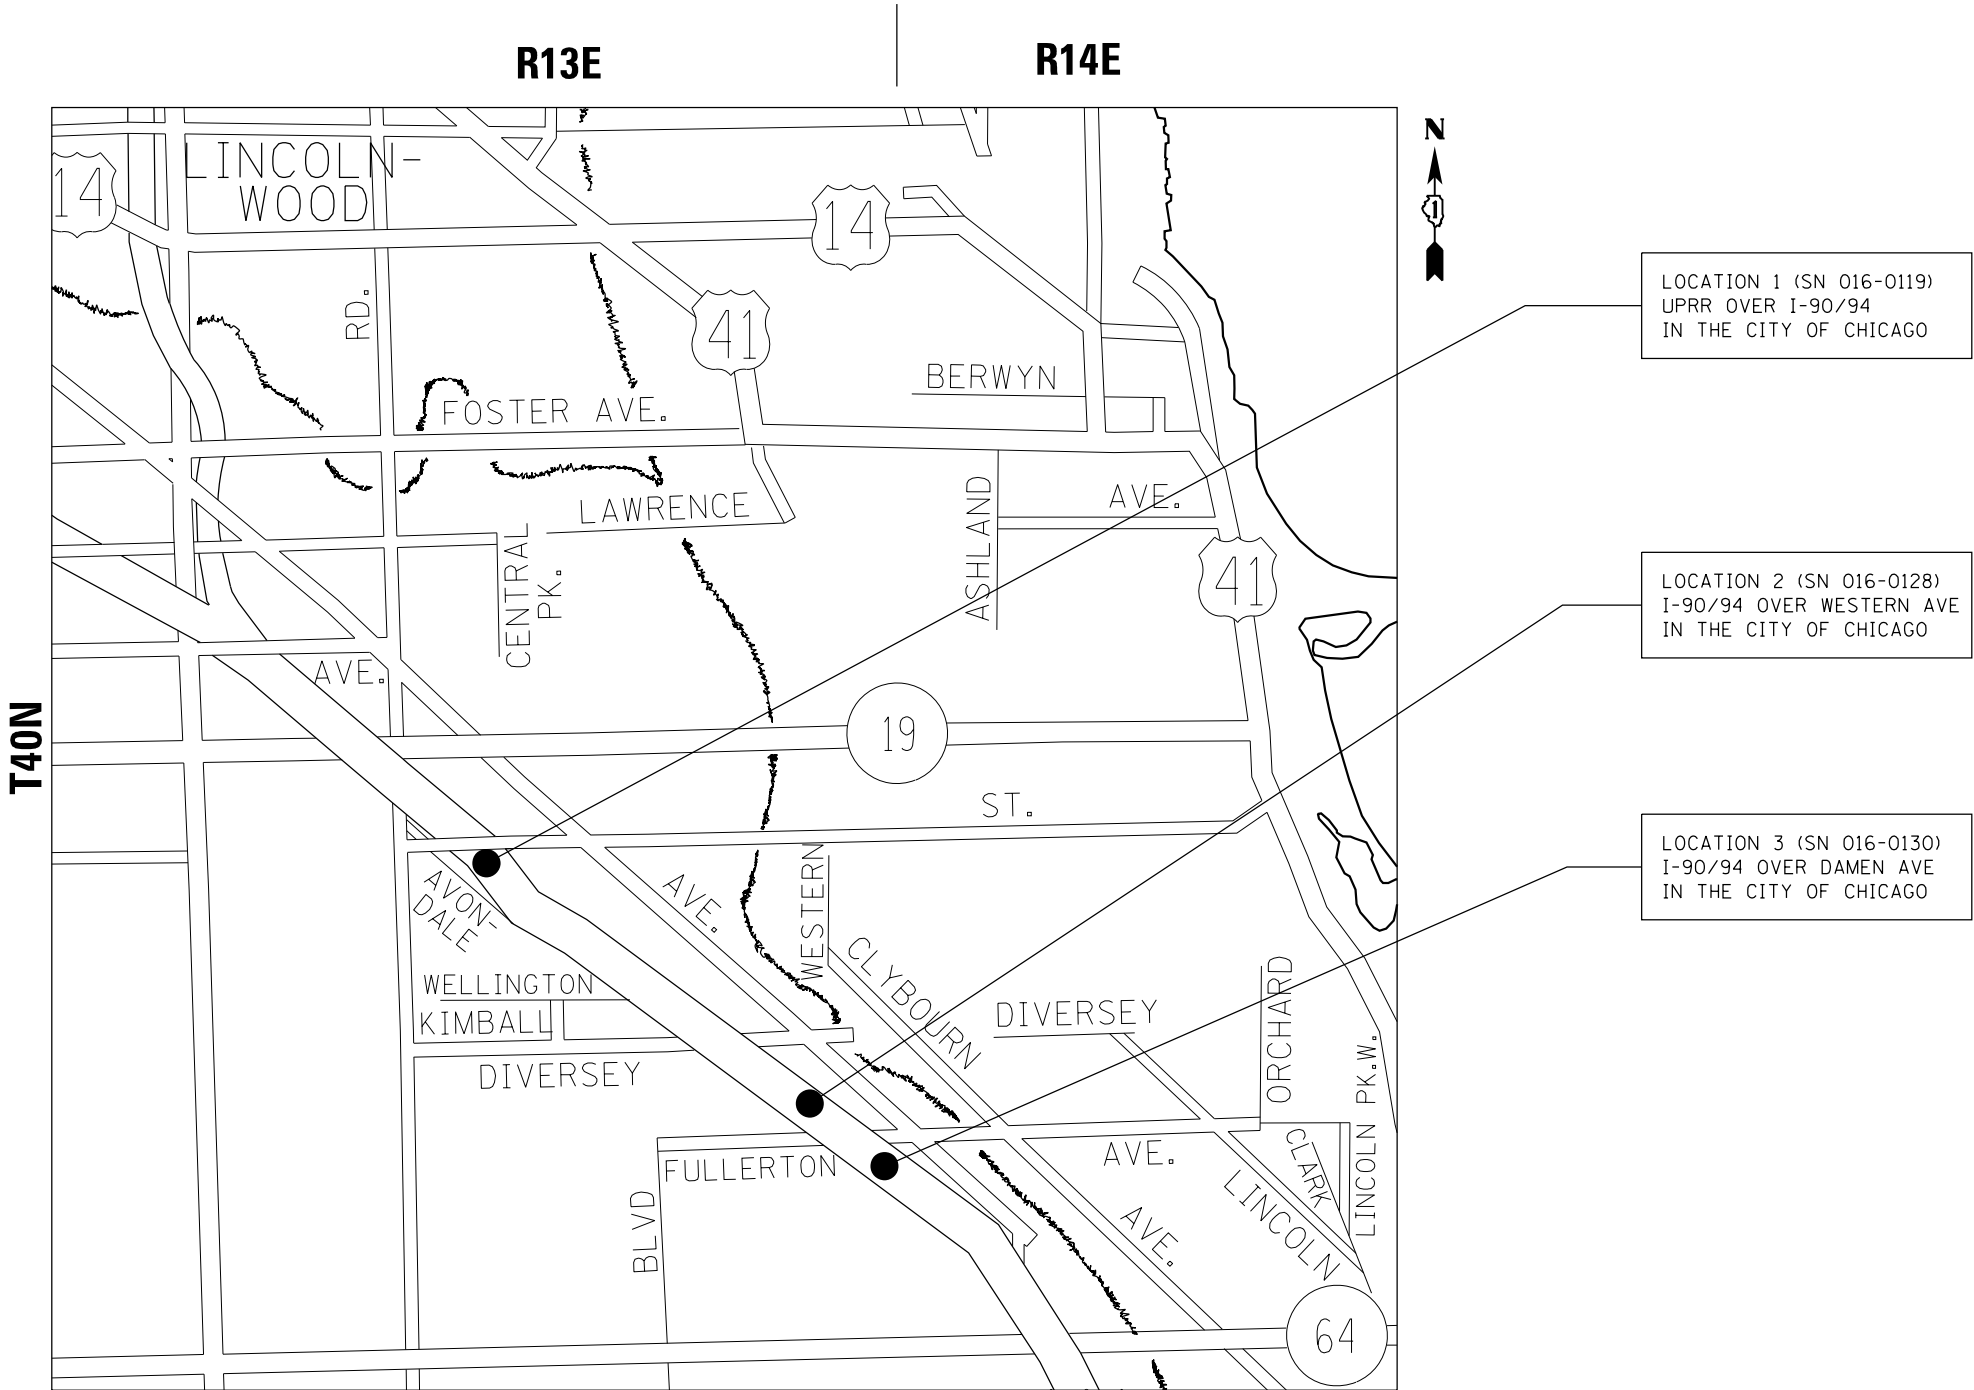 R13E
R14E
T40N
N
1
LINCOLN-
WOOD
14
14
41
RD.
BERWYN
FOSTER AVE.
LAWRENCE
AVE.
ASHLAND
CENTRAL
PK.
41
AVE.
19
ST.
AVON-
DALE
AVE.
WESTERN
CLYBOURN
WELLINGTON
KIMBALL
DIVERSEY
DIVERSEY
ORCHARD
LINCOLN PK.W.
FULLERTON
AVE.
CLARK
LINCOLN
BLVD
AVE.
64
LOCATION 1 (SN 016-0119)
UPRR OVER I-90/94
IN THE CITY OF CHICAGO
LOCATION 2 (SN 016-0128)
I-90/94 OVER WESTERN AVE
IN THE CITY OF CHICAGO
LOCATION 3 (SN 016-0130)
I-90/94 OVER DAMEN AVE
IN THE CITY OF CHICAGO